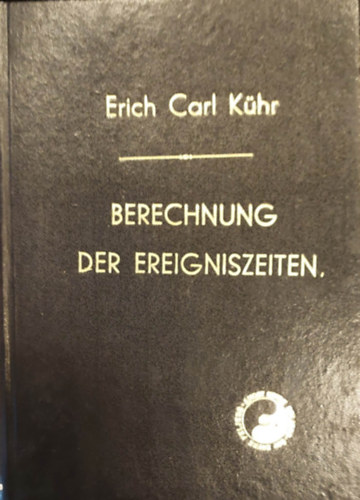 Erich Carl Kühr
BERECHNUNG
DER EREIGNISZEITEN.